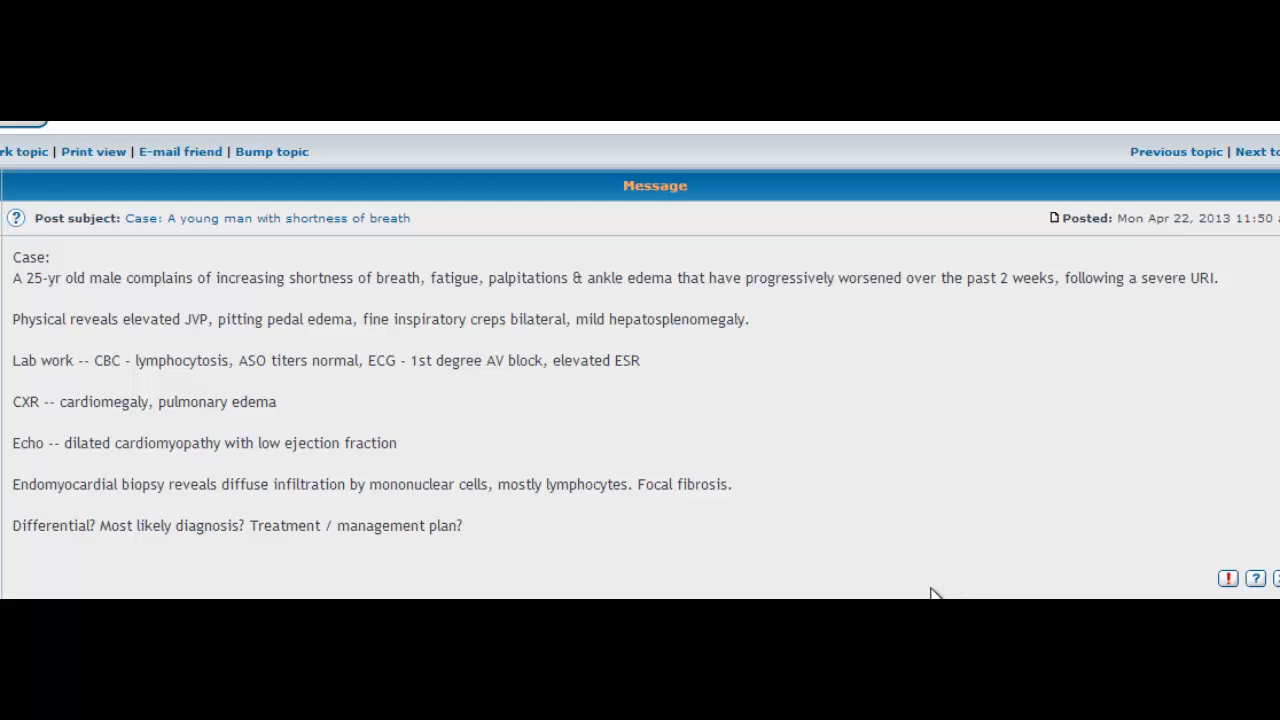 rk topic | Print view | E-mail friend | Bump topic
Previous topic | Next to
Message
Post subject: Case: A young man with shortness of breath
Posted: Mon Apr 22, 2013 11:50 a
Case:
A 25-yr old male complains of increasing shortness of breath, fatigue, palpitations & ankle edema that have progressively worsened over the past 2 weeks, following a severe URI.
Physical reveals elevated JVP, pitting pedal edema, fine inspiratory creps bilateral, mild hepatosplenomegaly.
Lab work -- CBC - lymphocytosis, ASO titers normal, ECG - 1st degree AV block, elevated ESR
CXR -- cardiomegaly, pulmonary edema
Echo -- dilated cardiomyopathy with low ejection fraction
Endomyocardial biopsy reveals diffuse infiltration by mononuclear cells, mostly lymphocytes. Focal fibrosis.
Differential? Most likely diagnosis? Treatment / management plan?